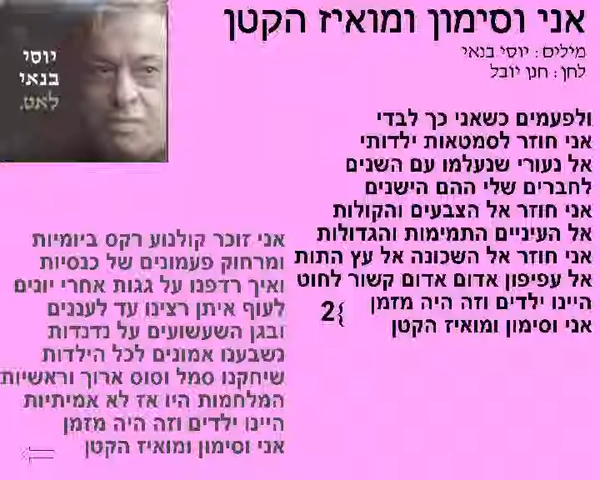 אני וסימון ומואיז הקטן
מילים: יוסי בנאי
לחן: חנן יובל
יוסי
בנאי
לאט.
ולפעמים כשאני כך לבדי
אני חוזר לסמטאות ילדותי
אל נעורי שנעלמו עם השנים
לחברים שלי ההם הישנים
אני חוזר אל הצבעים והקולות
אל העיניים התמימות והגדולות
אני חוזר אל השכונה אל עץ התות
אל עפיפון אדום אדום קשור לחוט
היינו ילדים וזה היה מזמן
אני וסימון ומואיז הקטן
}2
אני זוכר קולנוע רקס ביומיות
ומרחוק פעמונים של כנסיות
ואיך רדפנו על גגות אחרי יונים
לעוף איתן רצינו עד לעננים
ובגן השעשועים על נדנדות
נשבענו אמונים לכל הילדות
שיחקנו סמל וסוס ארוך וראשיות
המלחמות היו אז לא אמיתיות
היינו ילדים וזה היה מזמן
אני וסימון ומואיז הקטן